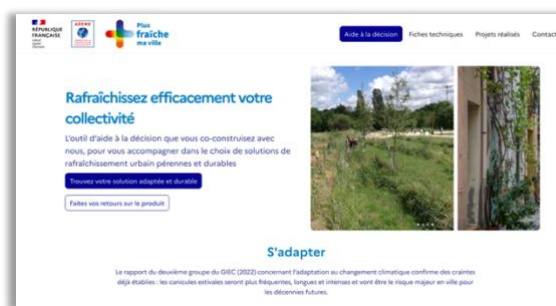 RÉPUBLIQUE
FRANÇAISE
ADEME
Plus
fraîche
ma ville
Aide à la décision
Fiches techniques
Projets réalisés
Contact
Rafraîchissez efficacement votre
collectivité
L'outil d'aide à la décision que vous co-construisez avec
nous, pour vous accompagner dans le choix de solutions de
rafraîchissement urbain pérennes et durables
Trouvez votre solution adaptée et durable
Faites vos retours sur le produit
S'adapter
Le rapport du deuxième groupe du GIEC (2022) concernant l'adaptation au changement climatique confirme des craintes
déjà établies : les canicules estivales seront plus fréquentes, longues et intenses et vont être le risque majeur en ville pour
les décennies futures.